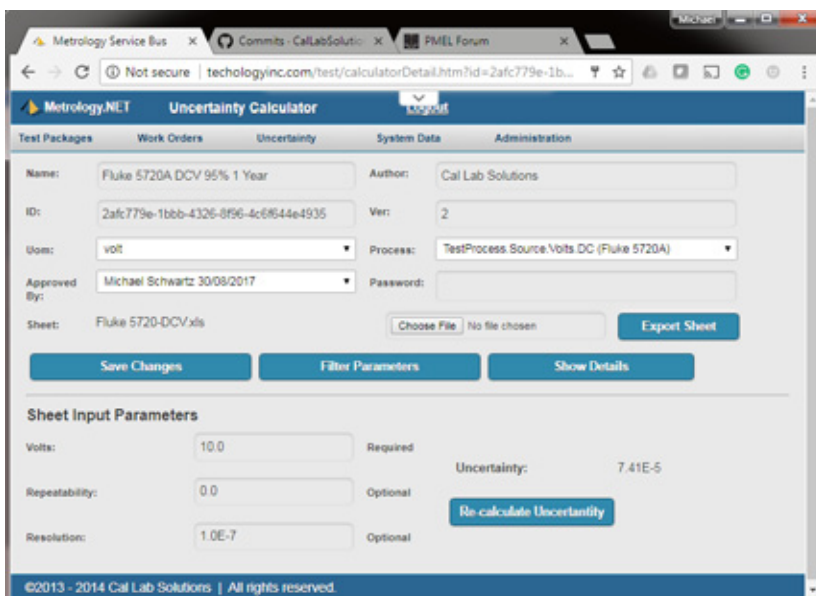 Michael
Metrology Service Bus
Commits · CalLabSolutio
PMEL Forum
Not secure | techologyinc.com/test/calculatorDetail.htm?id=2afc779e-1b...
Metrology.NET Uncertainty Calculator Logout
Test Packages Work Orders Uncertainty System Data Administration
Name: Fluke 5720A DCV 95% 1 Year Author: Cal Lab Solutions
ID: 2afc779e-1bbb-4326-8f96-4c6f644e4935 Ver: 2
Uom: volt Process: TestProcess.Source.Volts.DC (Fluke 5720A)
Approved By: Michael Schwartz 30/08/2017 Password:
Sheet: Fluke 5720-DCV.xls Choose File No file chosen Export Sheet
Save Changes Filter Parameters Show Details
Sheet Input Parameters
Volts: 10.0 Required
Uncertainty: 7.41E-5
Repeatability: 0.0 Optional
Re-calculate Uncertantity
Resolution: 1.0E-7 Optional
©2013 - 2014 Cal Lab Solutions | All rights reserved.